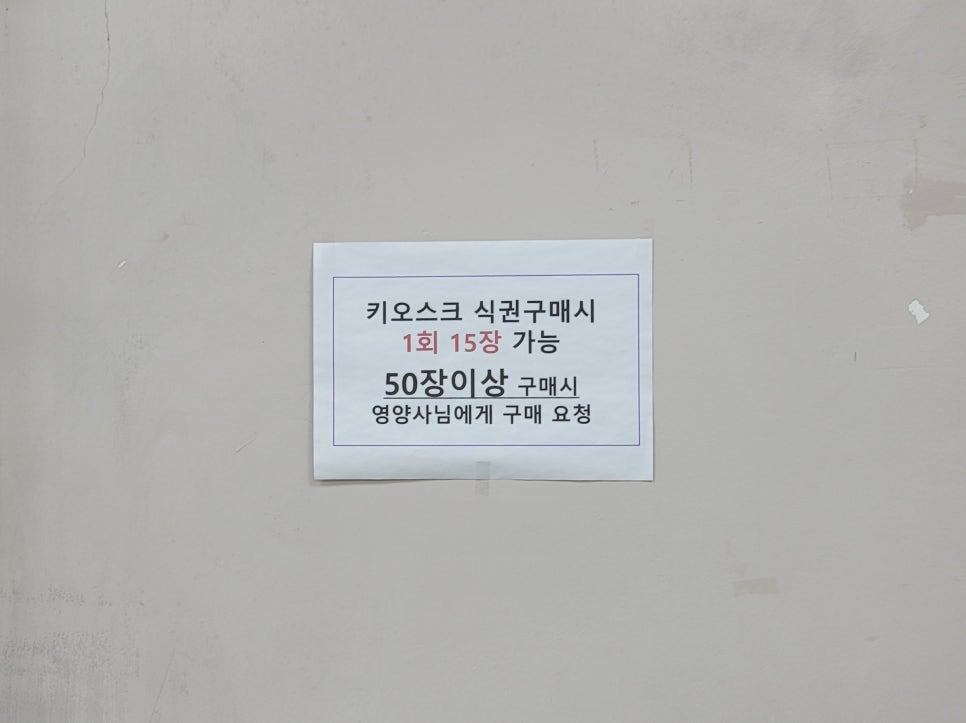 키오스크 식권구매시
1회 15장 가능
50장이상 구매시
영양사님에게 구매 요청